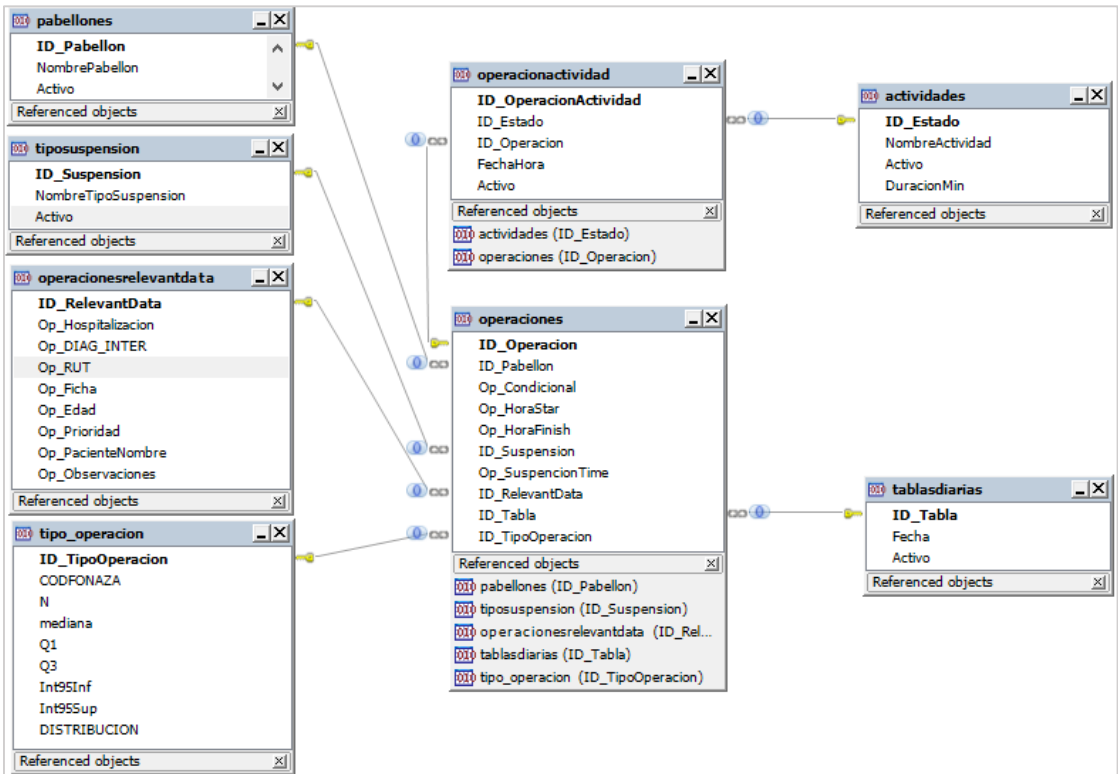 pabellones
ID_Pabellon
NombrePabellon
Activo
Referenced objects
tiposuspension
ID_Suspension
NombreTipoSuspension
Activo
Referenced objects
operacionesrelevantdata
ID_RelevantData
Op_Hospitalizacion
Op_DIAG_INTER
Op_RUT
Op_Ficha
Op_Edad
Op_Prioridad
Op_PacienteNombre
Op_Observaciones
Referenced objects
tipo_operacion
ID_TipoOperacion
CODFONAZA
N
mediana
Q1
Q3
Int95Inf
Int95Sup
DISTRIBUCION
Referenced objects
operacionactividad
ID_OperacionActividad
ID_Estado
ID_Operacion
FechaHora
Activo
Referenced objects
actividades (ID_Estado)
operaciones (ID_Operacion)
operaciones
ID_Operacion
ID_Pabellon
Op_Condicional
Op_HoraStar
Op_HoraFinish
ID_Suspension
Op_SuspencionTime
ID_RelevantData
ID_Tabla
ID_TipoOperacion
Referenced objects
pabellones (ID_Pabellon)
tiposuspension (ID_Suspension)
operacionesrelevantdata (ID_Rel...
tablasdiarias (ID_Tabla)
tipo_operacion (ID_TipoOperacion)
actividades
ID_Estado
NombreActividad
Activo
DuracionMin
Referenced objects
tablasdiarias
ID_Tabla
Fecha
Activo
Referenced objects